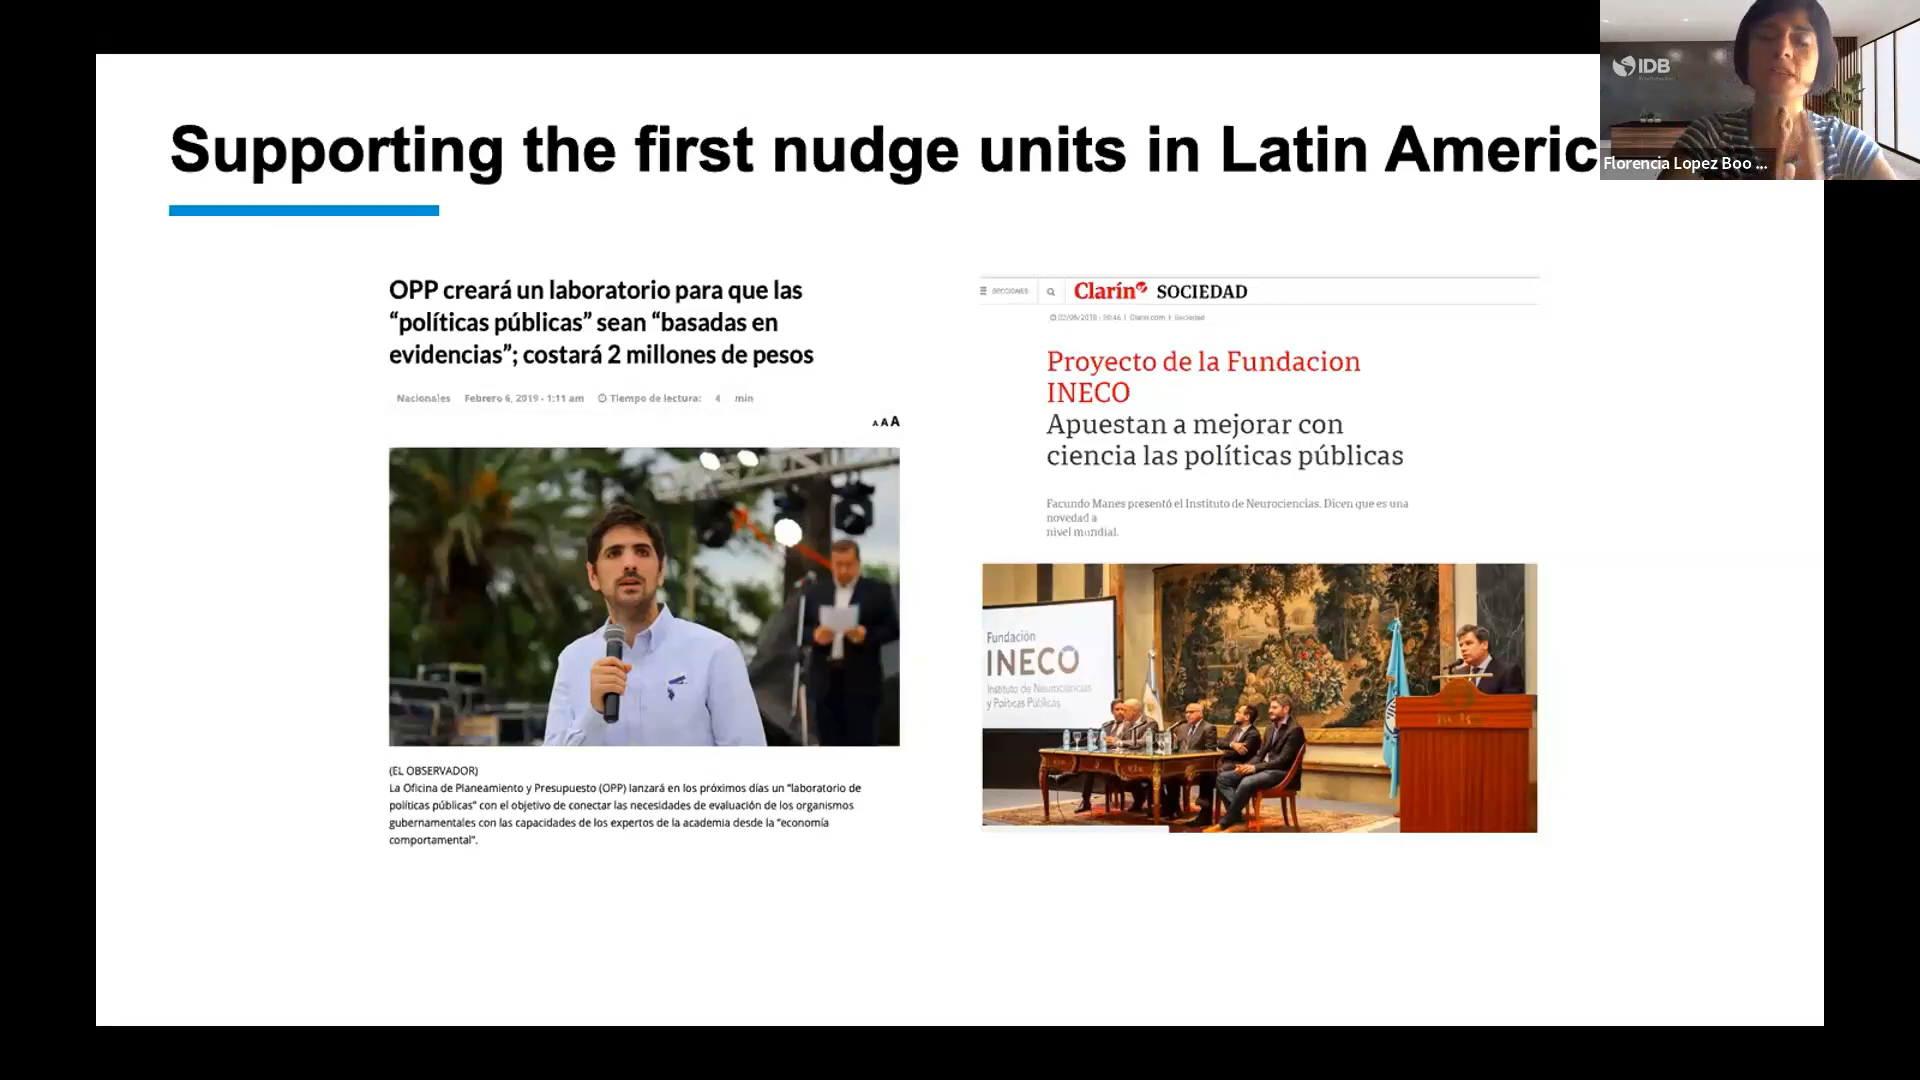 Supporting the first nudge units in Latin Americ
IDB
Florencia Lopez Boo ...
OPP creará un laboratorio para que las
“políticas públicas” sean “basadas en
evidencias”; costará 2 millones de pesos
Nacionales Febrero 6, 2019 - 1:11 am Tiempo de lectura: 4 min
A A A
(EL OBSERVADOR)
La Oficina de Planeamiento y Presupuesto (OPP) lanzará en los próximos días un “laboratorio de
políticas públicas” con el objetivo de conectar las necesidades de evaluación de los organismos
gubernamentales con las capacidades de los expertos de la academia desde la “economía
comportamental”.
SECCIONES Clarín SOCIEDAD
Clarin.com | Sociedad
Proyecto de la Fundacion
INECO
Apuestan a mejorar con
ciencia las políticas públicas
Facundo Manes presentó el Instituto de Neurociencias. Dicen que es una
novedad a
nivel mundial.
Fundación
INECO
Instituto de Neurociencias
y Políticas Públicas